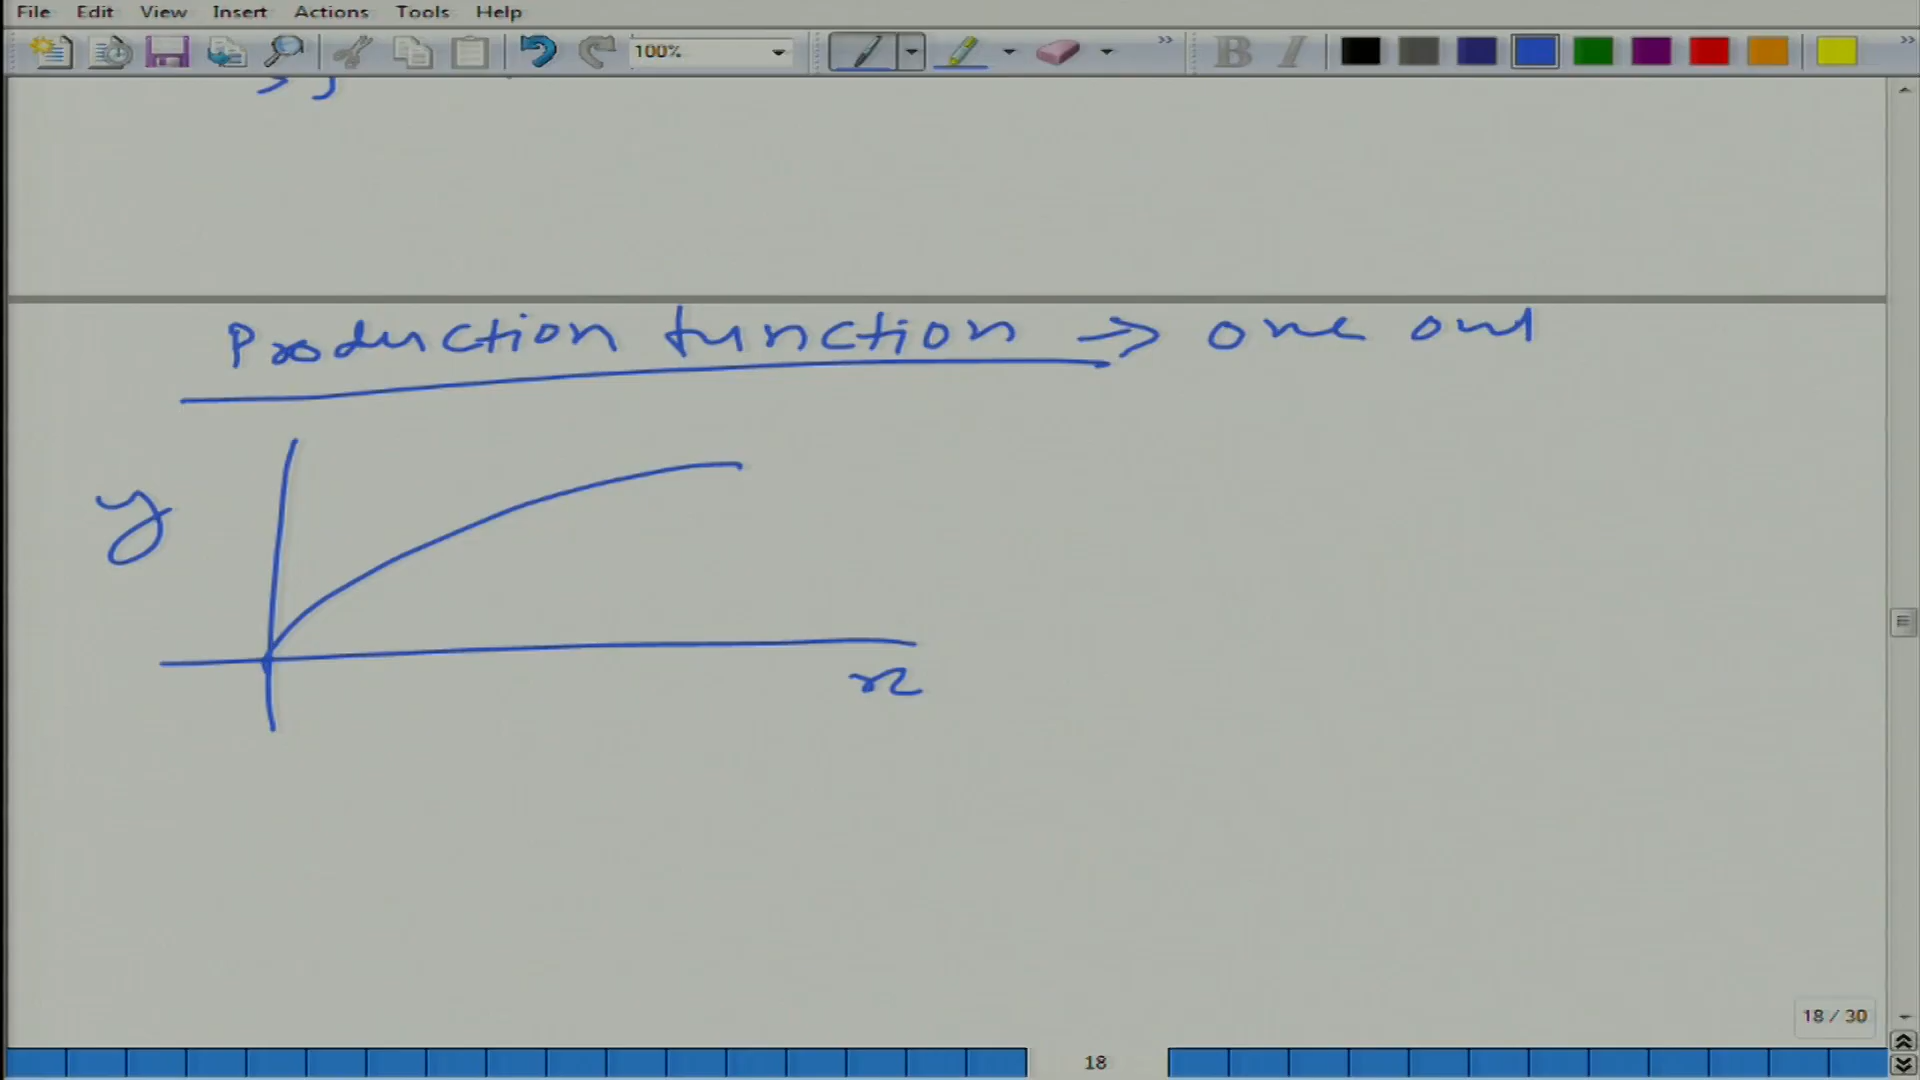 File Edit View Insert Actions Tools Help
100%
B I
Production function → one out
y
x
18 / 30
18